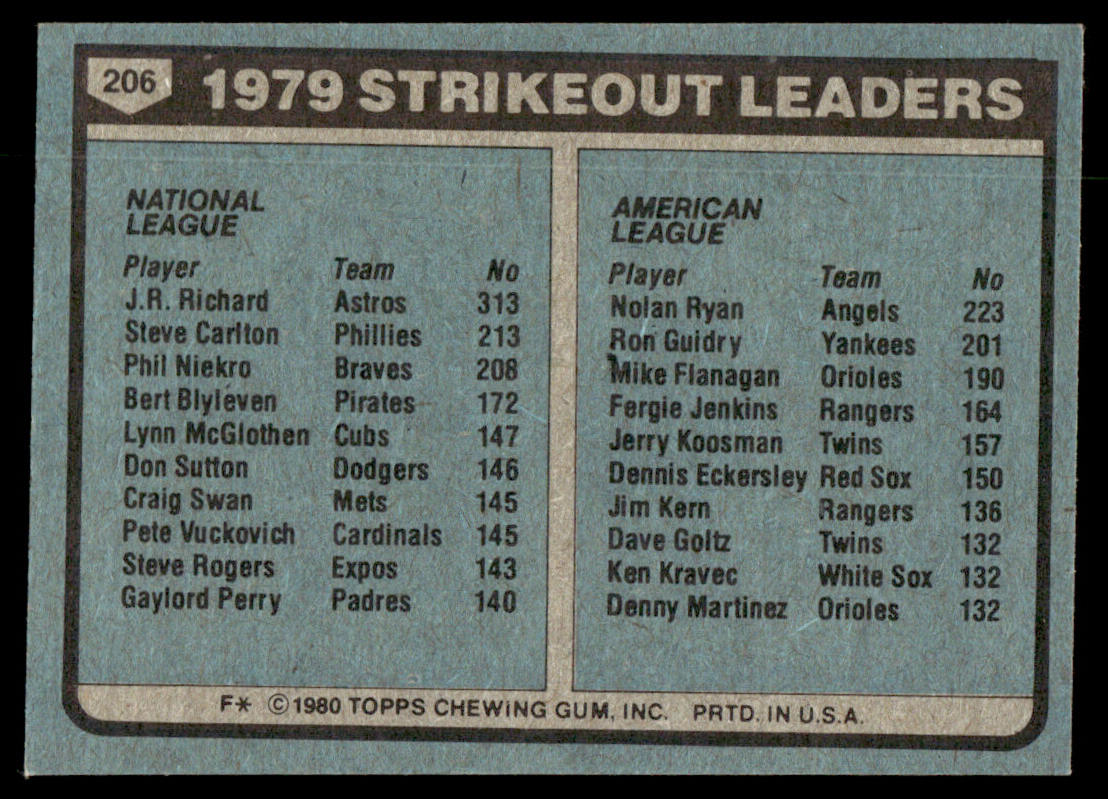 206 1979 STRIKEOUT LEADERS
NATIONAL
LEAGUE
Player Team No
J.R. Richard Astros 313
Steve Carlton Phillies 213
Phil Niekro Braves 208
Bert Blyleven Pirates 172
Lynn McGlothen Cubs 147
Don Sutton Dodgers 146
Craig Swan Mets 145
Pete Vuckovich Cardinals 145
Steve Rogers Expos 143
Gaylord Perry Padres 140
AMERICAN
LEAGUE
Player Team No
Nolan Ryan Angels 223
Ron Guidry Yankees 201
Mike Flanagan Orioles 190
Fergie Jenkins Rangers 164
Jerry Koosman Twins 157
Dennis Eckersley Red Sox 150
Jim Kern Rangers 136
Dave Goltz Twins 132
Ken Kravec White Sox 132
Denny Martinez Orioles 132
F* ©1980 TOPPS CHEWING GUM, INC. PRTD. IN U.S.A.